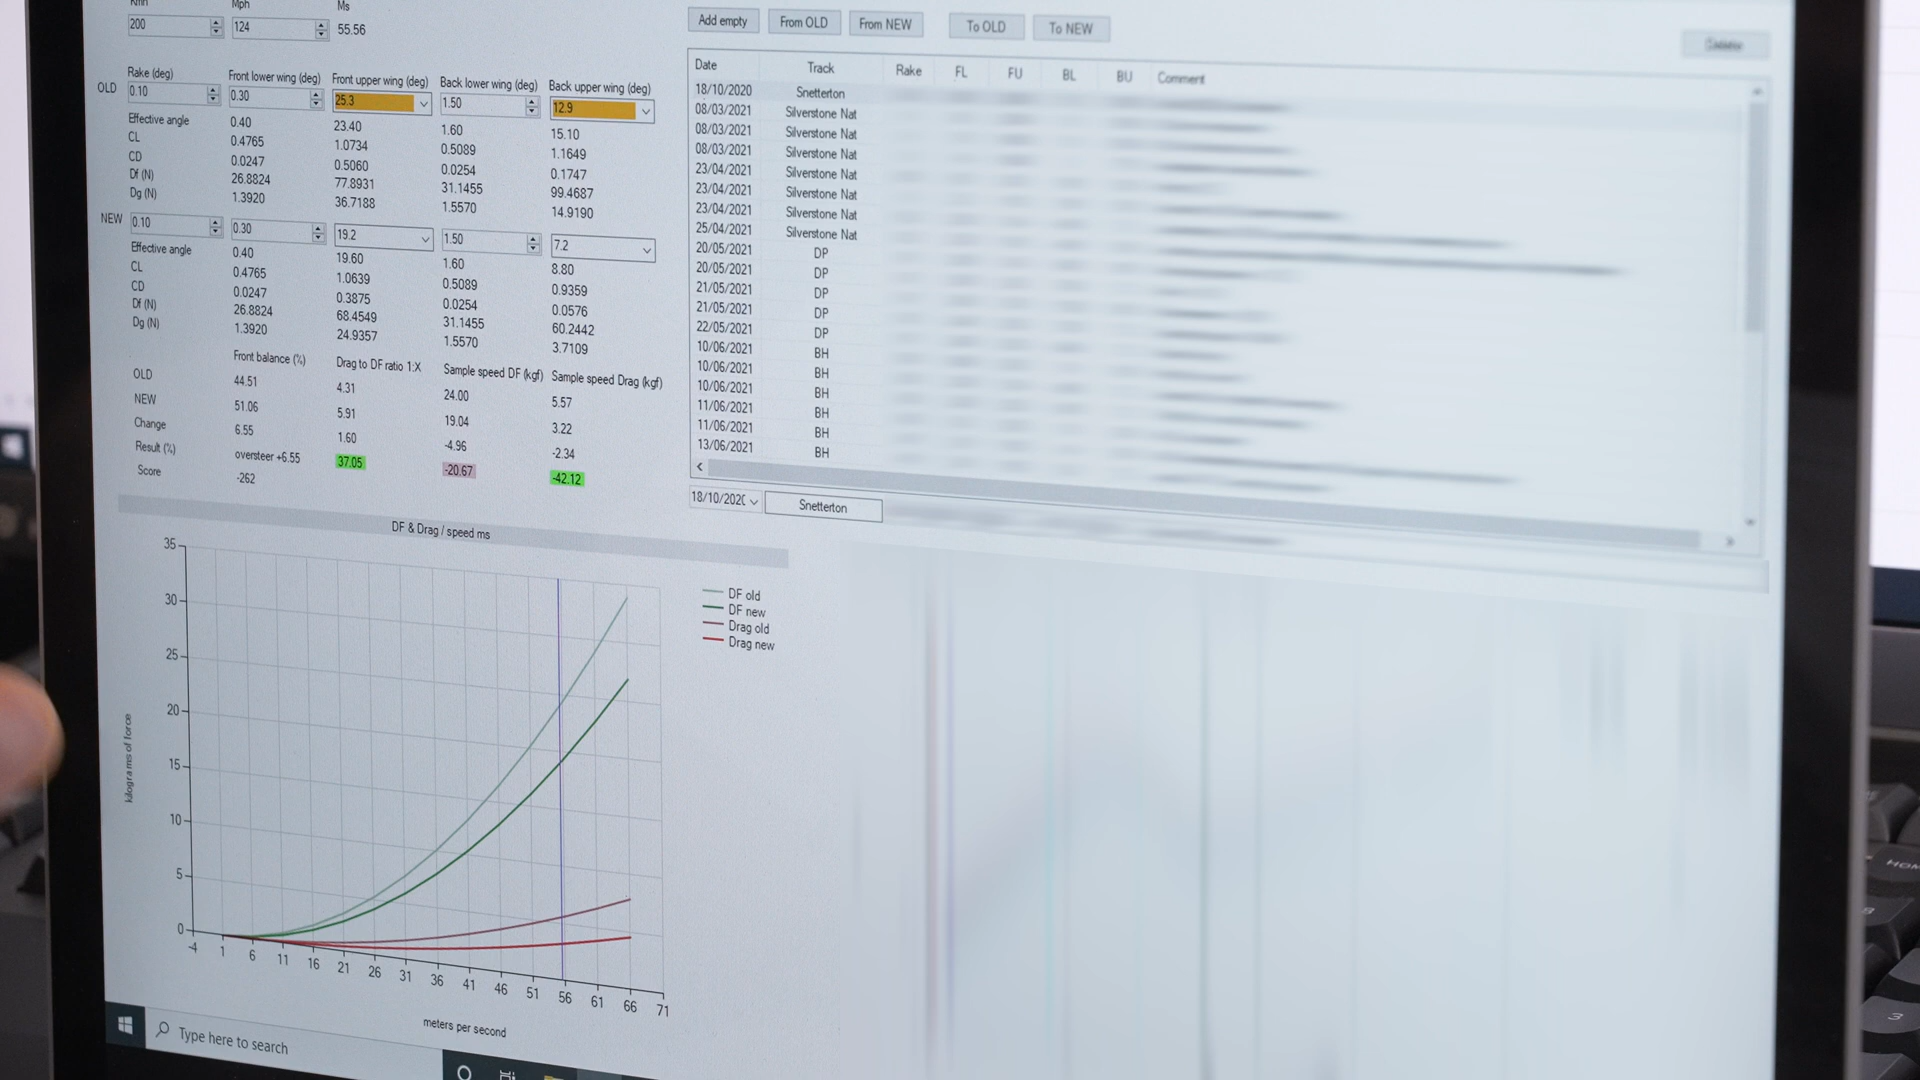 Kmh Mph Ms
200 124 55.56
Rake (deg) Front lower wing (deg) Front upper wing (deg) Back lower wing (deg) Back upper wing (deg)
OLD 0.10 0.30 25.3 1.50 12.9
Effective angle 0.40 23.40 1.60 15.10
CL 0.4765 1.0734 0.5089 1.1649
CD 0.0247 0.5060 0.0254 0.1747
Df (N) 26.8824 77.8931 31.1455 99.4687
Dg (N) 1.3920 36.7188 1.5570 14.9190
NEW 0.10 0.30 19.2 1.50 7.2
Effective angle 0.40 19.60 1.60 8.80
CL 0.4765 1.0639 0.5089 0.9359
CD 0.0247 0.3875 0.0254 0.0576
Df (N) 26.8824 68.4549 31.1455 60.2442
Dg (N) 1.3920 24.9357 1.5570 3.7109
Front balance (%) Drag to DF ratio 1:X Sample speed DF (kgf) Sample speed Drag (kgf)
OLD 44.51 4.31 24.00 5.57
NEW 51.06 5.91 19.04 3.22
Change 6.55 1.60 -4.96 -2.34
Result (%) oversteer +6.55 37.05 -20.67 -42.12
Score -262
Add empty From OLD From NEW To OLD To NEW
Date Track Rake FL FU BL BU Comment
18/10/2020 Snetterton
08/03/2021 Silverstone Nat
08/03/2021 Silverstone Nat
08/03/2021 Silverstone Nat
23/04/2021 Silverstone Nat
23/04/2021 Silverstone Nat
23/04/2021 Silverstone Nat
25/04/2021 Silverstone Nat
20/05/2021 DP
20/05/2021 DP
21/05/2021 DP
21/05/2021 DP
22/05/2021 DP
10/06/2021 BH
10/06/2021 BH
10/06/2021 BH
11/06/2021 BH
11/06/2021 BH
13/06/2021 BH
18/10/2020 Snetterton
DF & Drag / speed ms
35
30
25
20
15
10
5
0
kilograms of force
-4 1 6 11 16 21 26 31 36 41 46 51 56 61 66 71
meters per second
DF old
DF new
Drag old
Drag new
Type here to search
HOM
3